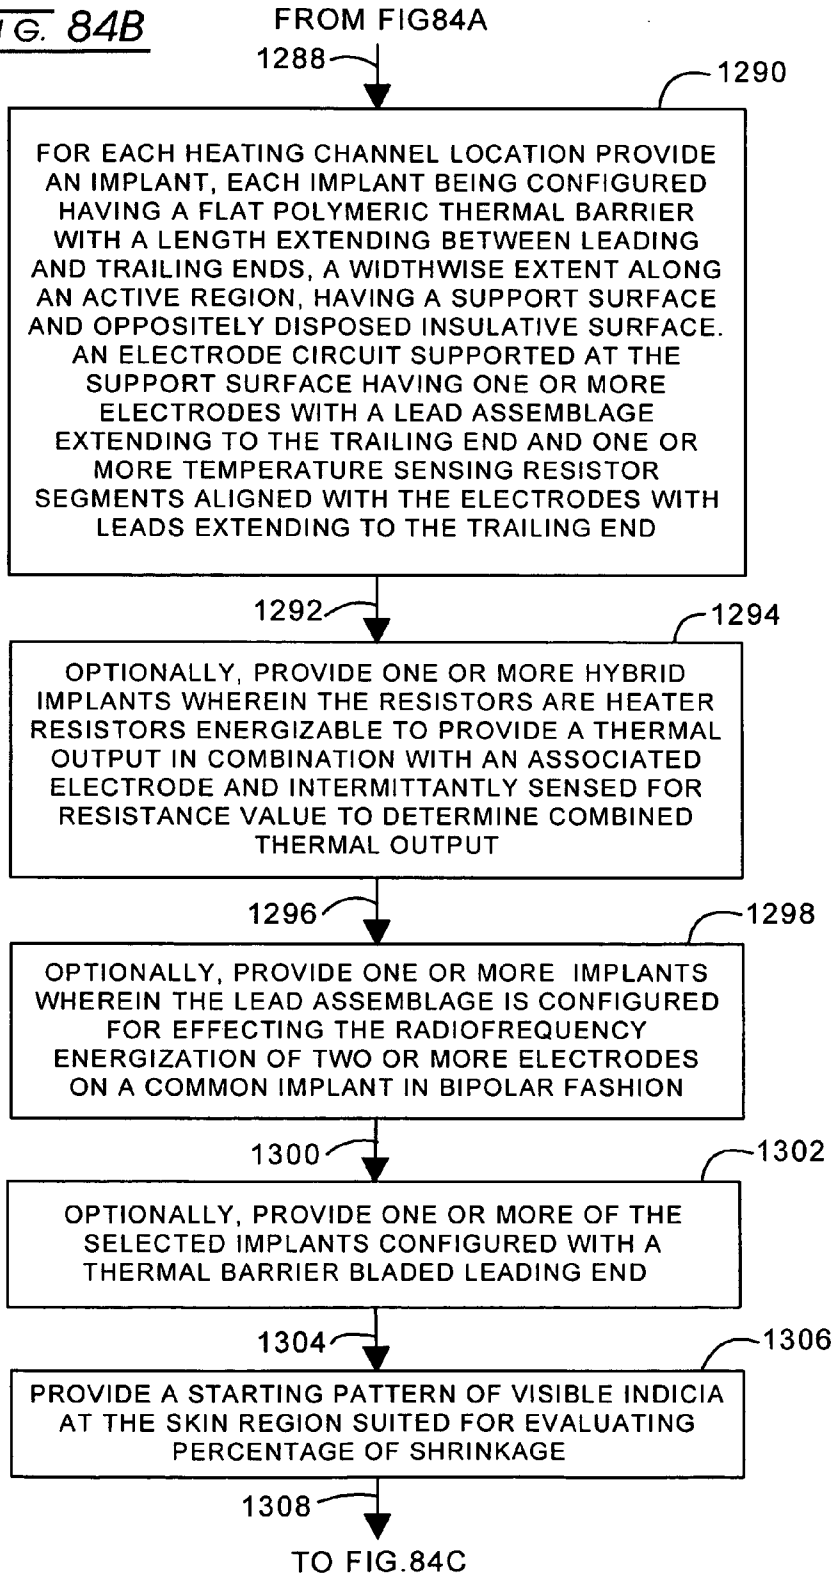 IG. 84B
FROM FIG84A
1288
1290
FOR EACH HEATING CHANNEL LOCATION PROVIDE
AN IMPLANT, EACH IMPLANT BEING CONFIGURED
HAVING A FLAT POLYMERIC THERMAL BARRIER
WITH A LENGTH EXTENDING BETWEEN LEADING
AND TRAILING ENDS, A WIDTHWISE EXTENT ALONG
AN ACTIVE REGION, HAVING A SUPPORT SURFACE
AND OPPOSITELY DISPOSED INSULATIVE SURFACE.
AN ELECTRODE CIRCUIT SUPPORTED AT THE
SUPPORT SURFACE HAVING ONE OR MORE
ELECTRODES WITH A LEAD ASSEMBLAGE
EXTENDING TO THE TRAILING END AND ONE OR
MORE TEMPERATURE SENSING RESISTOR
SEGMENTS ALIGNED WITH THE ELECTRODES WITH
LEADS EXTENDING TO THE TRAILING END
1292
1294
OPTIONALLY, PROVIDE ONE OR MORE HYBRID
IMPLANTS WHEREIN THE RESISTORS ARE HEATER
RESISTORS ENERGIZABLE TO PROVIDE A THERMAL
OUTPUT IN COMBINATION WITH AN ASSOCIATED
ELECTRODE AND INTERMITTANTLY SENSED FOR
RESISTANCE VALUE TO DETERMINE COMBINED
THERMAL OUTPUT
1296
1298
OPTIONALLY, PROVIDE ONE OR MORE IMPLANTS
WHEREIN THE LEAD ASSEMBLAGE IS CONFIGURED
FOR EFFECTING THE RADIOFREQUENCY
ENERGIZATION OF TWO OR MORE ELECTRODES
ON A COMMON IMPLANT IN BIPOLAR FASHION
1300
1302
OPTIONALLY, PROVIDE ONE OR MORE OF THE
SELECTED IMPLANTS CONFIGURED WITH A
THERMAL BARRIER BLADED LEADING END
1304
1306
PROVIDE A STARTING PATTERN OF VISIBLE INDICIA
AT THE SKIN REGION SUITED FOR EVALUATING
PERCENTAGE OF SHRINKAGE
1308
TO FIG.84C